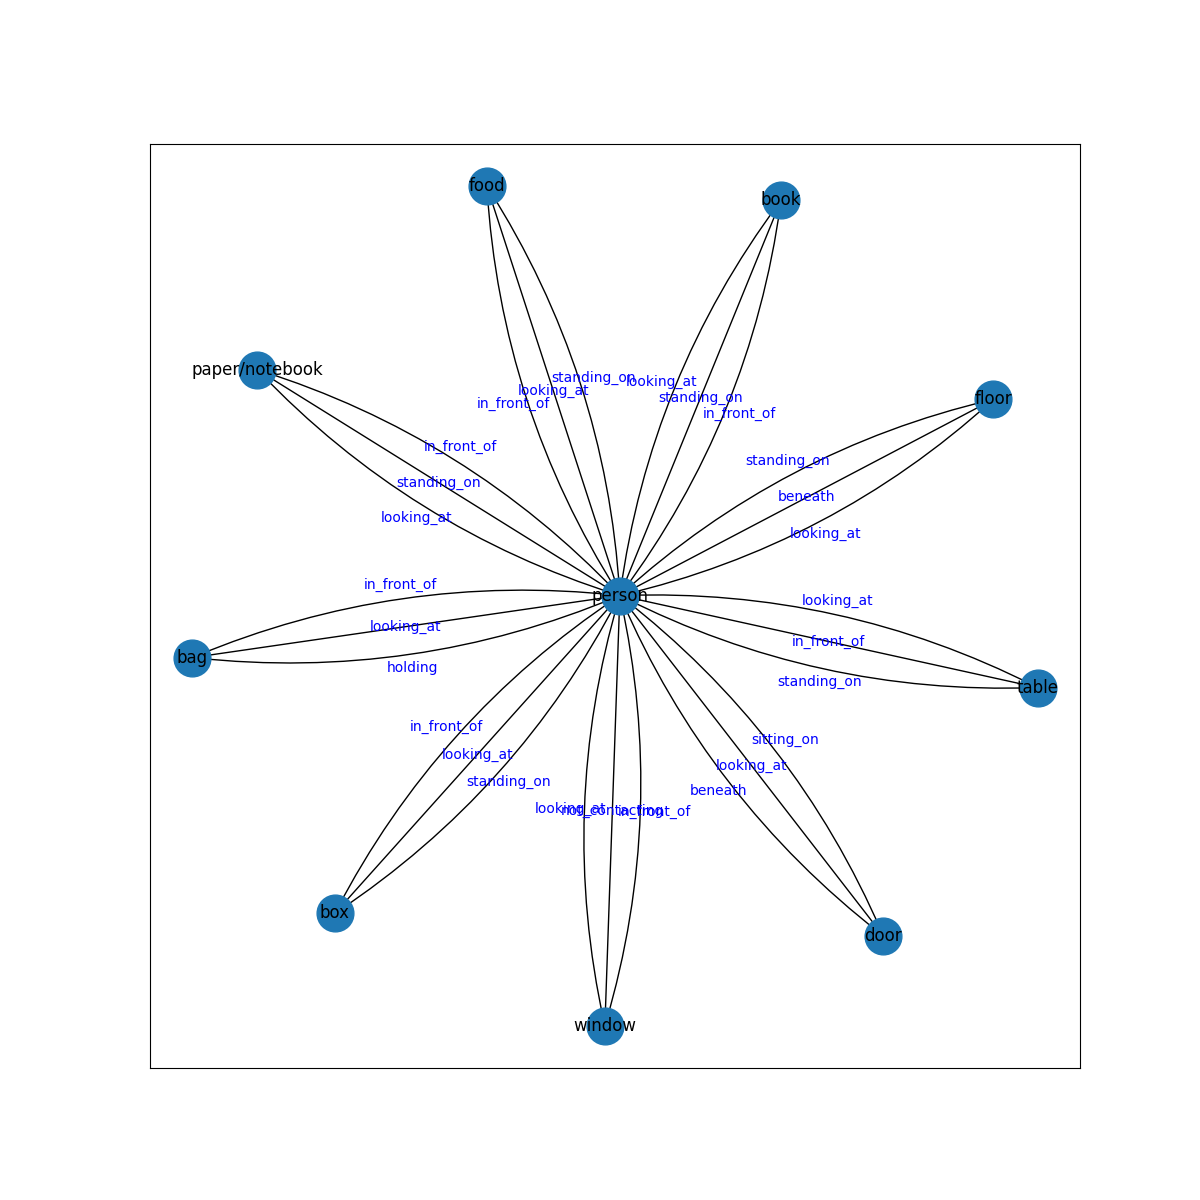 food
book
standing_on
looking_at
looking_at
standing_on
in_front_of
in_front_of
paper/notebook
floor
in_front_of
standing_on
standing_on
beneath
looking_at
looking_at
in_front_of
person
looking_at
looking_at
in_front_of
bag
holding
standing_on
table
in_front_of
sitting_on
looking_at
looking_at
standing_on
beneath
looking_at
not_contacting
in_front_of
box
door
window